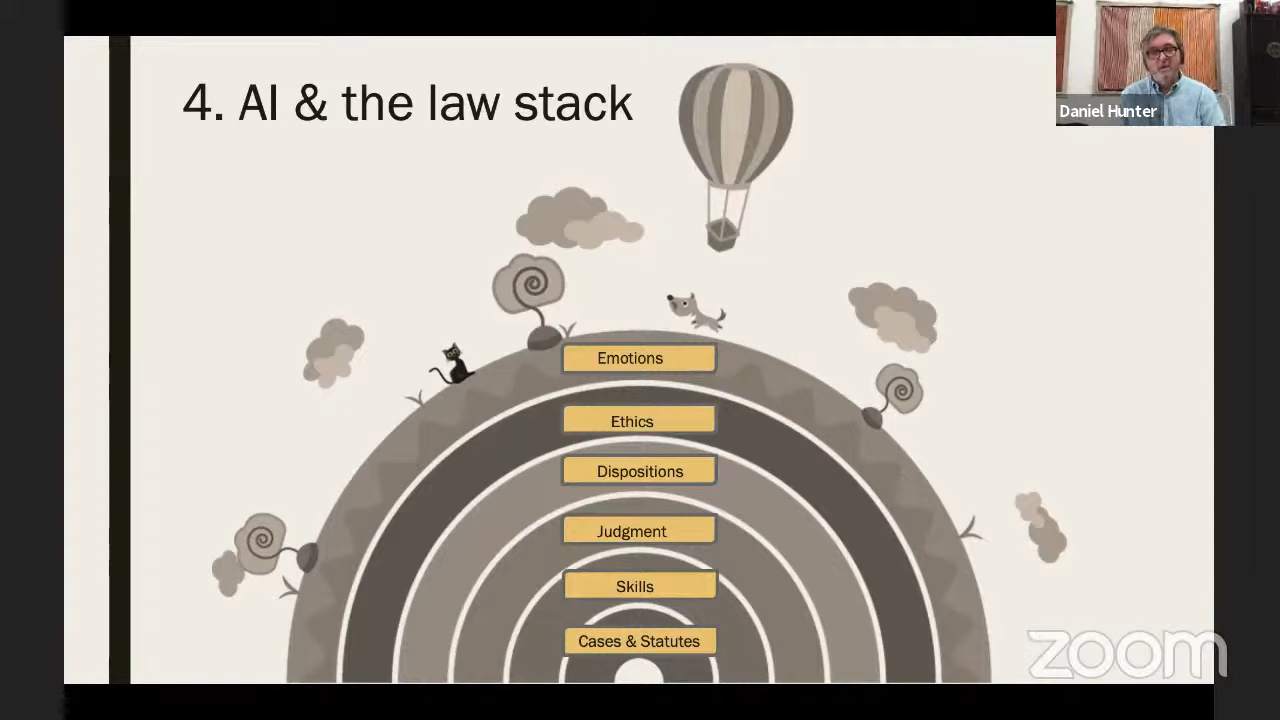 4. AI & the law stack
Daniel Hunter
Emotions
Ethics
Dispositions
Judgment
Skills
Cases & Statutes
zoom